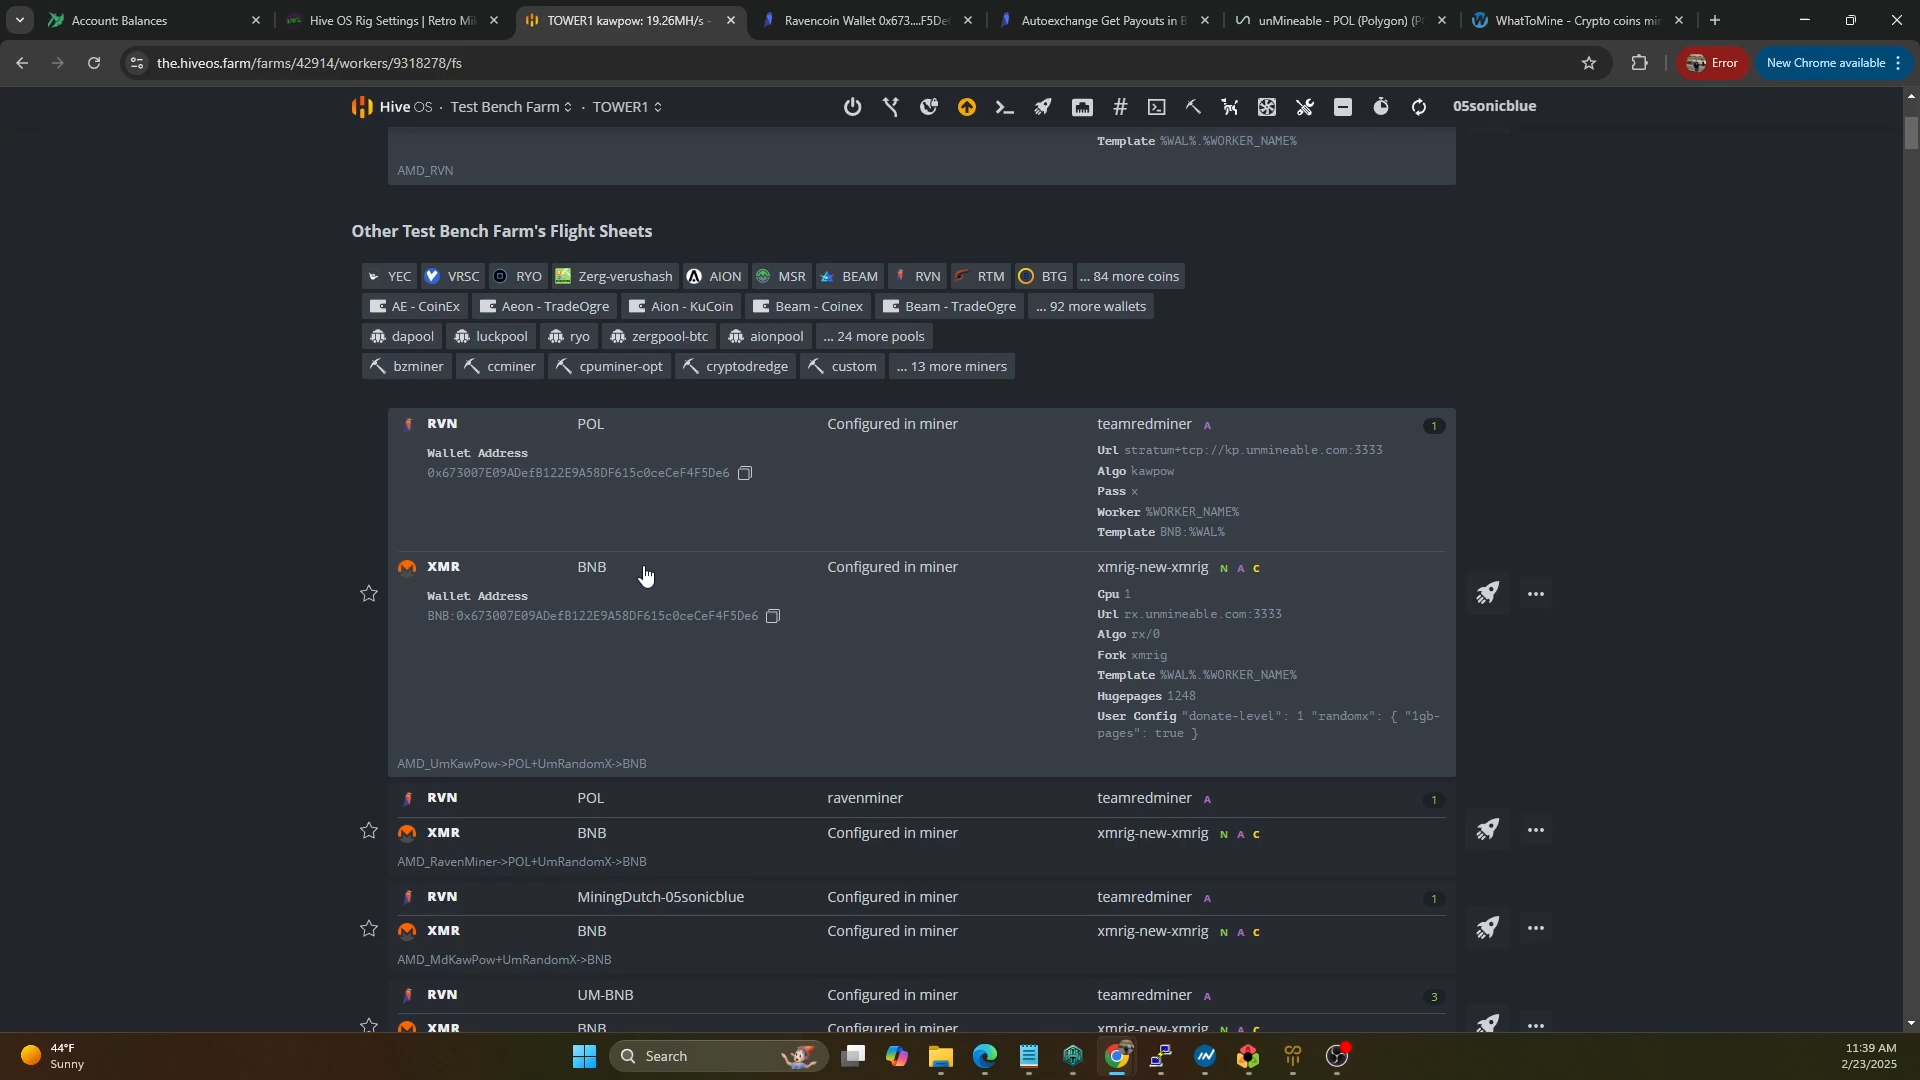 Account: Balances
Hive OS Rig Settings | Retro Mi
TOWER1 kawpow: 19.26MH/s -
Ravencoin Wallet 0x673....F5De
Autoexchange Get Payouts in B
unMineable - POL (Polygon) (P
WhatToMine - Crypto coins mi
the.hiveos.farm/farms/42914/workers/9318278/fs
Error
New Chrome available
Hive OS · Test Bench Farm · TOWER1
05sonicblue
Template %WAL%.%WORKER_NAME%
AMD_RVN
Other Test Bench Farm's Flight Sheets
YEC VRSC RYO Zerg-verushash AION MSR BEAM RVN RTM BTG ... 84 more coins
AE - CoinEx Aeon - TradeOgre Aion - KuCoin Beam - Coinex Beam - TradeOgre ... 92 more wallets
dapool luckpool ryo zergpool-btc aionpool ... 24 more pools
bzminer ccminer cpuminer-opt cryptodredge custom ... 13 more miners
RVN POL Configured in miner teamredminer A 1
Wallet Address
0x673007E09ADefB122E9A58DF615c0ceCeF4F5De6
Url stratum+tcp://kp.unmineable.com:3333
Algo kawpow
Pass x
Worker %WORKER_NAME%
Template BNB:%WAL%
XMR BNB Configured in miner xmrig-new-xmrig N A C
Wallet Address
BNB:0x673007E09ADefB122E9A58DF615c0ceCeF4F5De6
Cpu 1
Url rx.unmineable.com:3333
Algo rx/0
Fork xmrig
Template %WAL%.%WORKER_NAME%
Hugepages 1248
User Config "donate-level": 1 "randomx": { "1gb-
pages": true }
AMD_UmKawPow->POL+UmRandomX->BNB
RVN POL ravenminer teamredminer A 1
XMR BNB Configured in miner xmrig-new-xmrig N A C
AMD_RavenMiner->POL+UmRandomX->BNB
RVN MiningDutch-05sonicblue Configured in miner teamredminer A 1
XMR BNB Configured in miner xmrig-new-xmrig N A C
AMD_MdKawPow+UmRandomX->BNB
RVN UM-BNB Configured in miner teamredminer A 3
XMR BNB Configured in miner xmrig-new-xmrig N A C
44°F
Sunny
Search
11:39 AM
2/23/2025